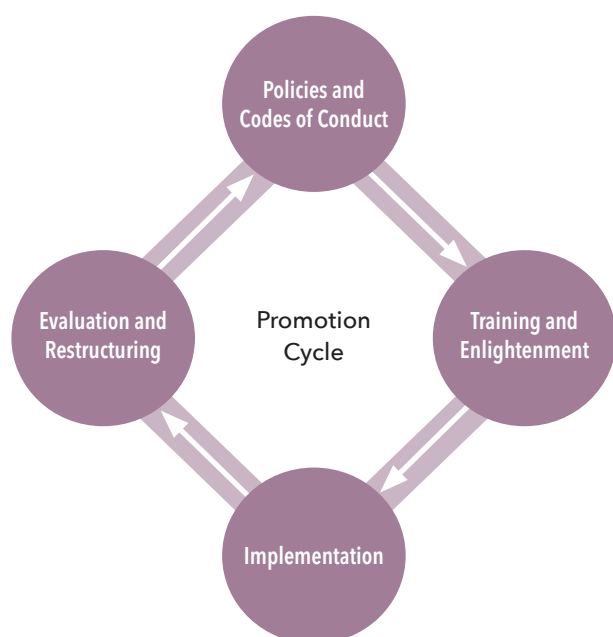 Policies and
Codes of Conduct
Evaluation and
Restructuring
Promotion
Cycle
Training and
Enlightenment
Implementation